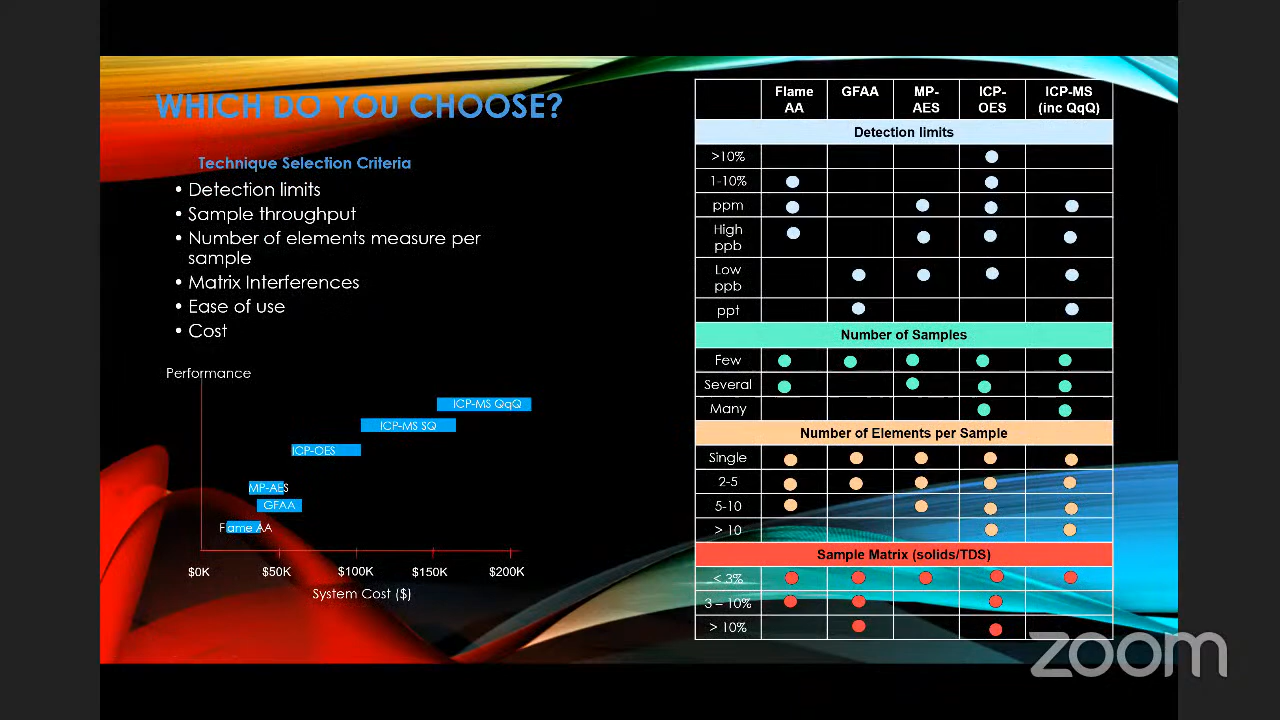 WHICH DO YOU CHOOSE?
Technique Selection Criteria
• Detection limits
• Sample throughput
• Number of elements measure per
sample
• Matrix Interferences
• Ease of use
• Cost
Performance
ICP-MS QqQ
ICP-MS SQ
ICP-OES
MP-AES
GFAA
Flame AA
$0K $50K $100K $150K $200K
System Cost ($)
Flame AA GFAA MP-AES ICP-OES ICP-MS (inc QqQ)
Detection limits
>10%
1-10%
ppm
High
ppb
Low
ppb
ppt
Number of Samples
Few
Several
Many
Number of Elements per Sample
Single
2-5
5-10
> 10
Sample Matrix (solids/TDS)
< 3%
3 – 10%
> 10%
zoom